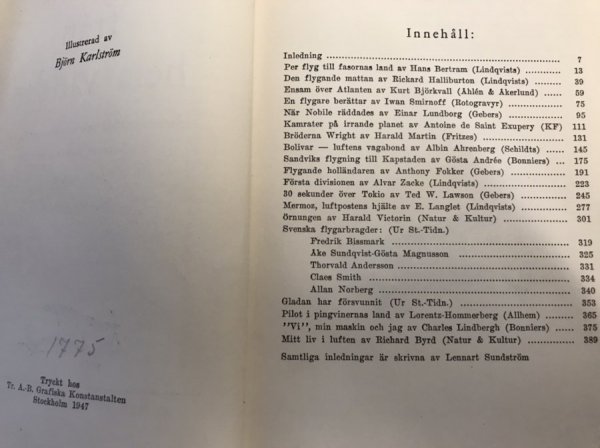 Illustrerad av
Björn Karlström
1775
Tryckt hos
Tr. A.-B. Grafiska Konstanstalten
Stockholm 1947
Innehåll:
Inledning ... 7
Per flyg till fasornas land av Hans Bertram (Lindqvists) ... 13
Den flygande mattan av Richard Halliburton (Lindqvists) ... 39
Ensam över Atlanten av Kurt Björkvall (Åhlén & Åkerlund) ... 59
En flygare berättar av Iwan Smirnoff (Rotogravyr) ... 75
När Nobile räddades av Einar Lundborg (Gebers) ... 95
Kamrater på irrande planet av Antoine de Saint Exupery (KF) 111
Bröderna Wright av Harald Martin (Fritzes) ... 131
Bolivar — luftens vagabond av Albin Ahrenberg (Schildts) ... 145
Sandviks flygning till Kapstaden av Gösta Andrée (Bonniers) ... 175
Flygande holländaren av Anthony Fokker (Gebers) ... 191
Första divisionen av Alvar Zacke (Lindqvists) ... 223
30 sekunder över Tokio av Ted W. Lawson (Gebers) ... 245
Mermoz, luftpostens hjälte av E. Langlet (Lindqvists) ... 277
Örnungen av Harald Victorin (Natur & Kultur) ... 301
Svenska flygarbragder: (Ur St.-Tidn.)
Fredrik Bissmark ... 319
Åke Sundqvist-Gösta Magnusson ... 325
Thorvald Andersson ... 331
Claes Smith ... 334
Allan Norberg ... 340
Gladan har försvunnit (Ur St.-Tidn.) ... 353
Pilot i pingvinernas land av Lorentz-Hommerberg (Allhem) ... 365
"Vi", min maskin och jag av Charles Lindbergh (Bonniers) ... 375
Mitt liv i luften av Richard Byrd (Natur & Kultur) ... 389
Samtliga inledningar är skrivna av Lennart Sundström